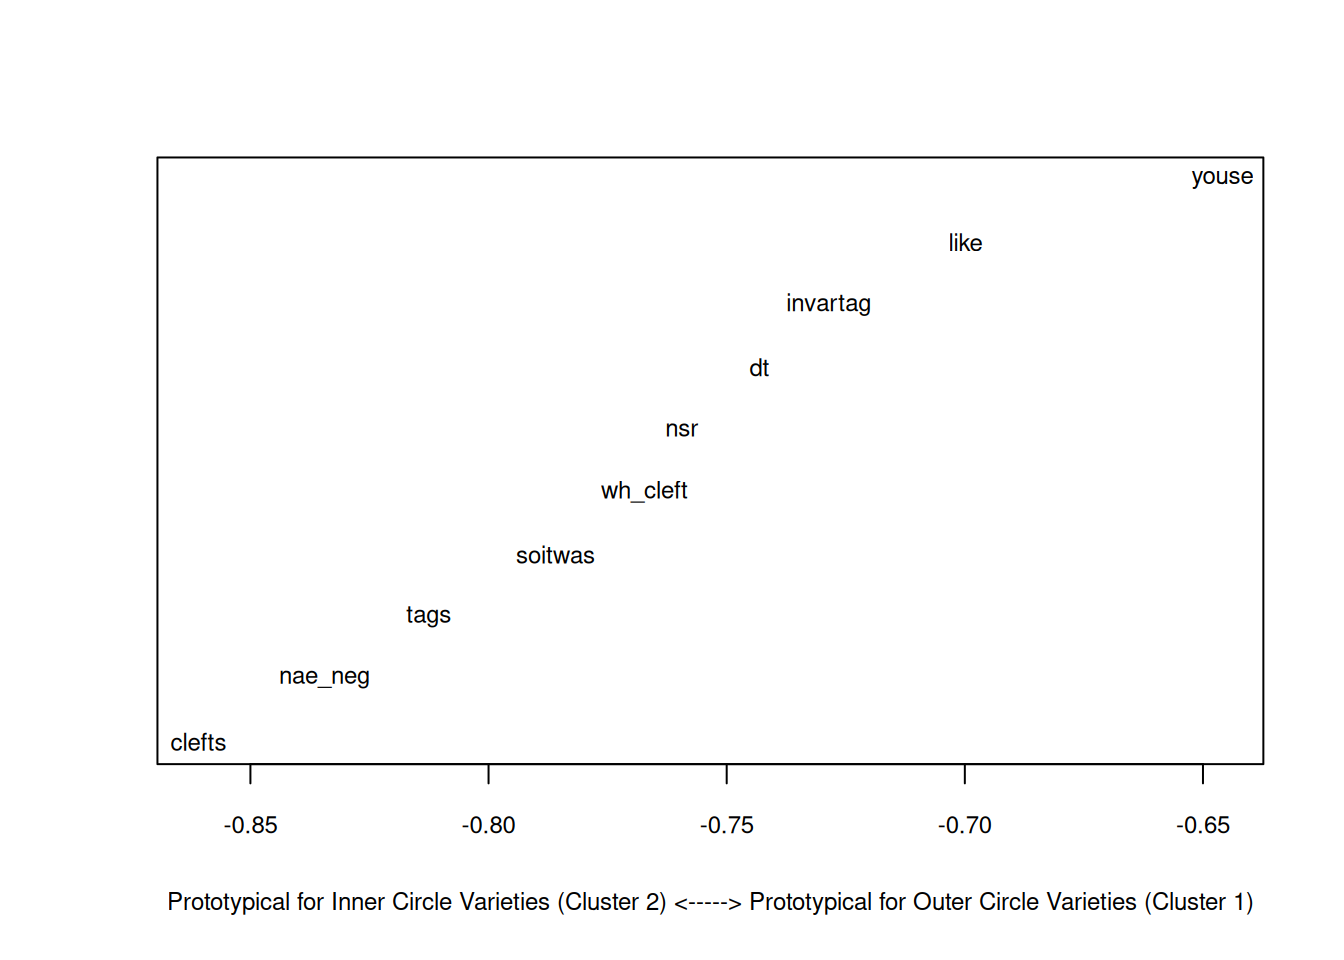 youse
like
invartag
dt
nsr
wh_cleft
soitwas
tags
nae_neg
clefts
-0.85 -0.80 -0.75 -0.70 -0.65
Prototypical for Inner Circle Varieties (Cluster 2) <-----> Prototypical for Outer Circle Varieties (Cluster 1)